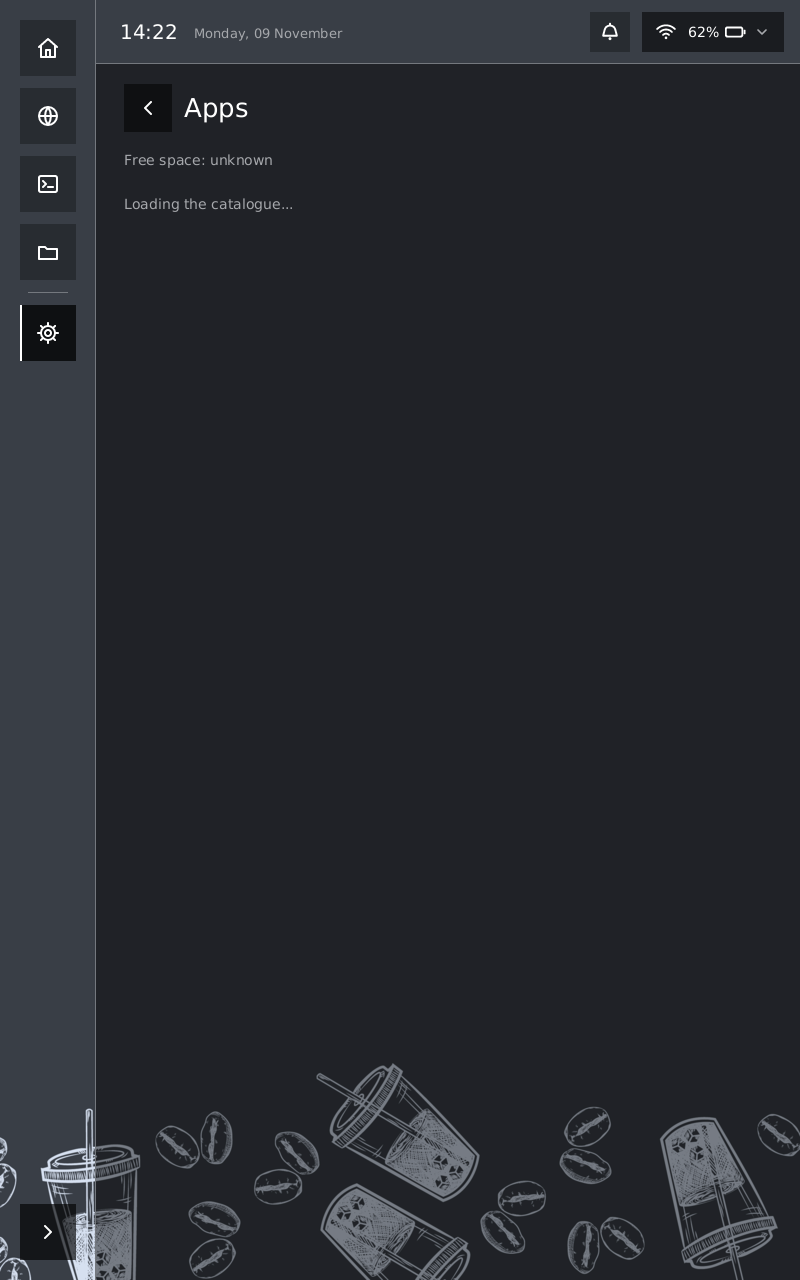 14:22 Monday, 09 November 62%
Apps
Free space: unknown
Loading the catalogue...